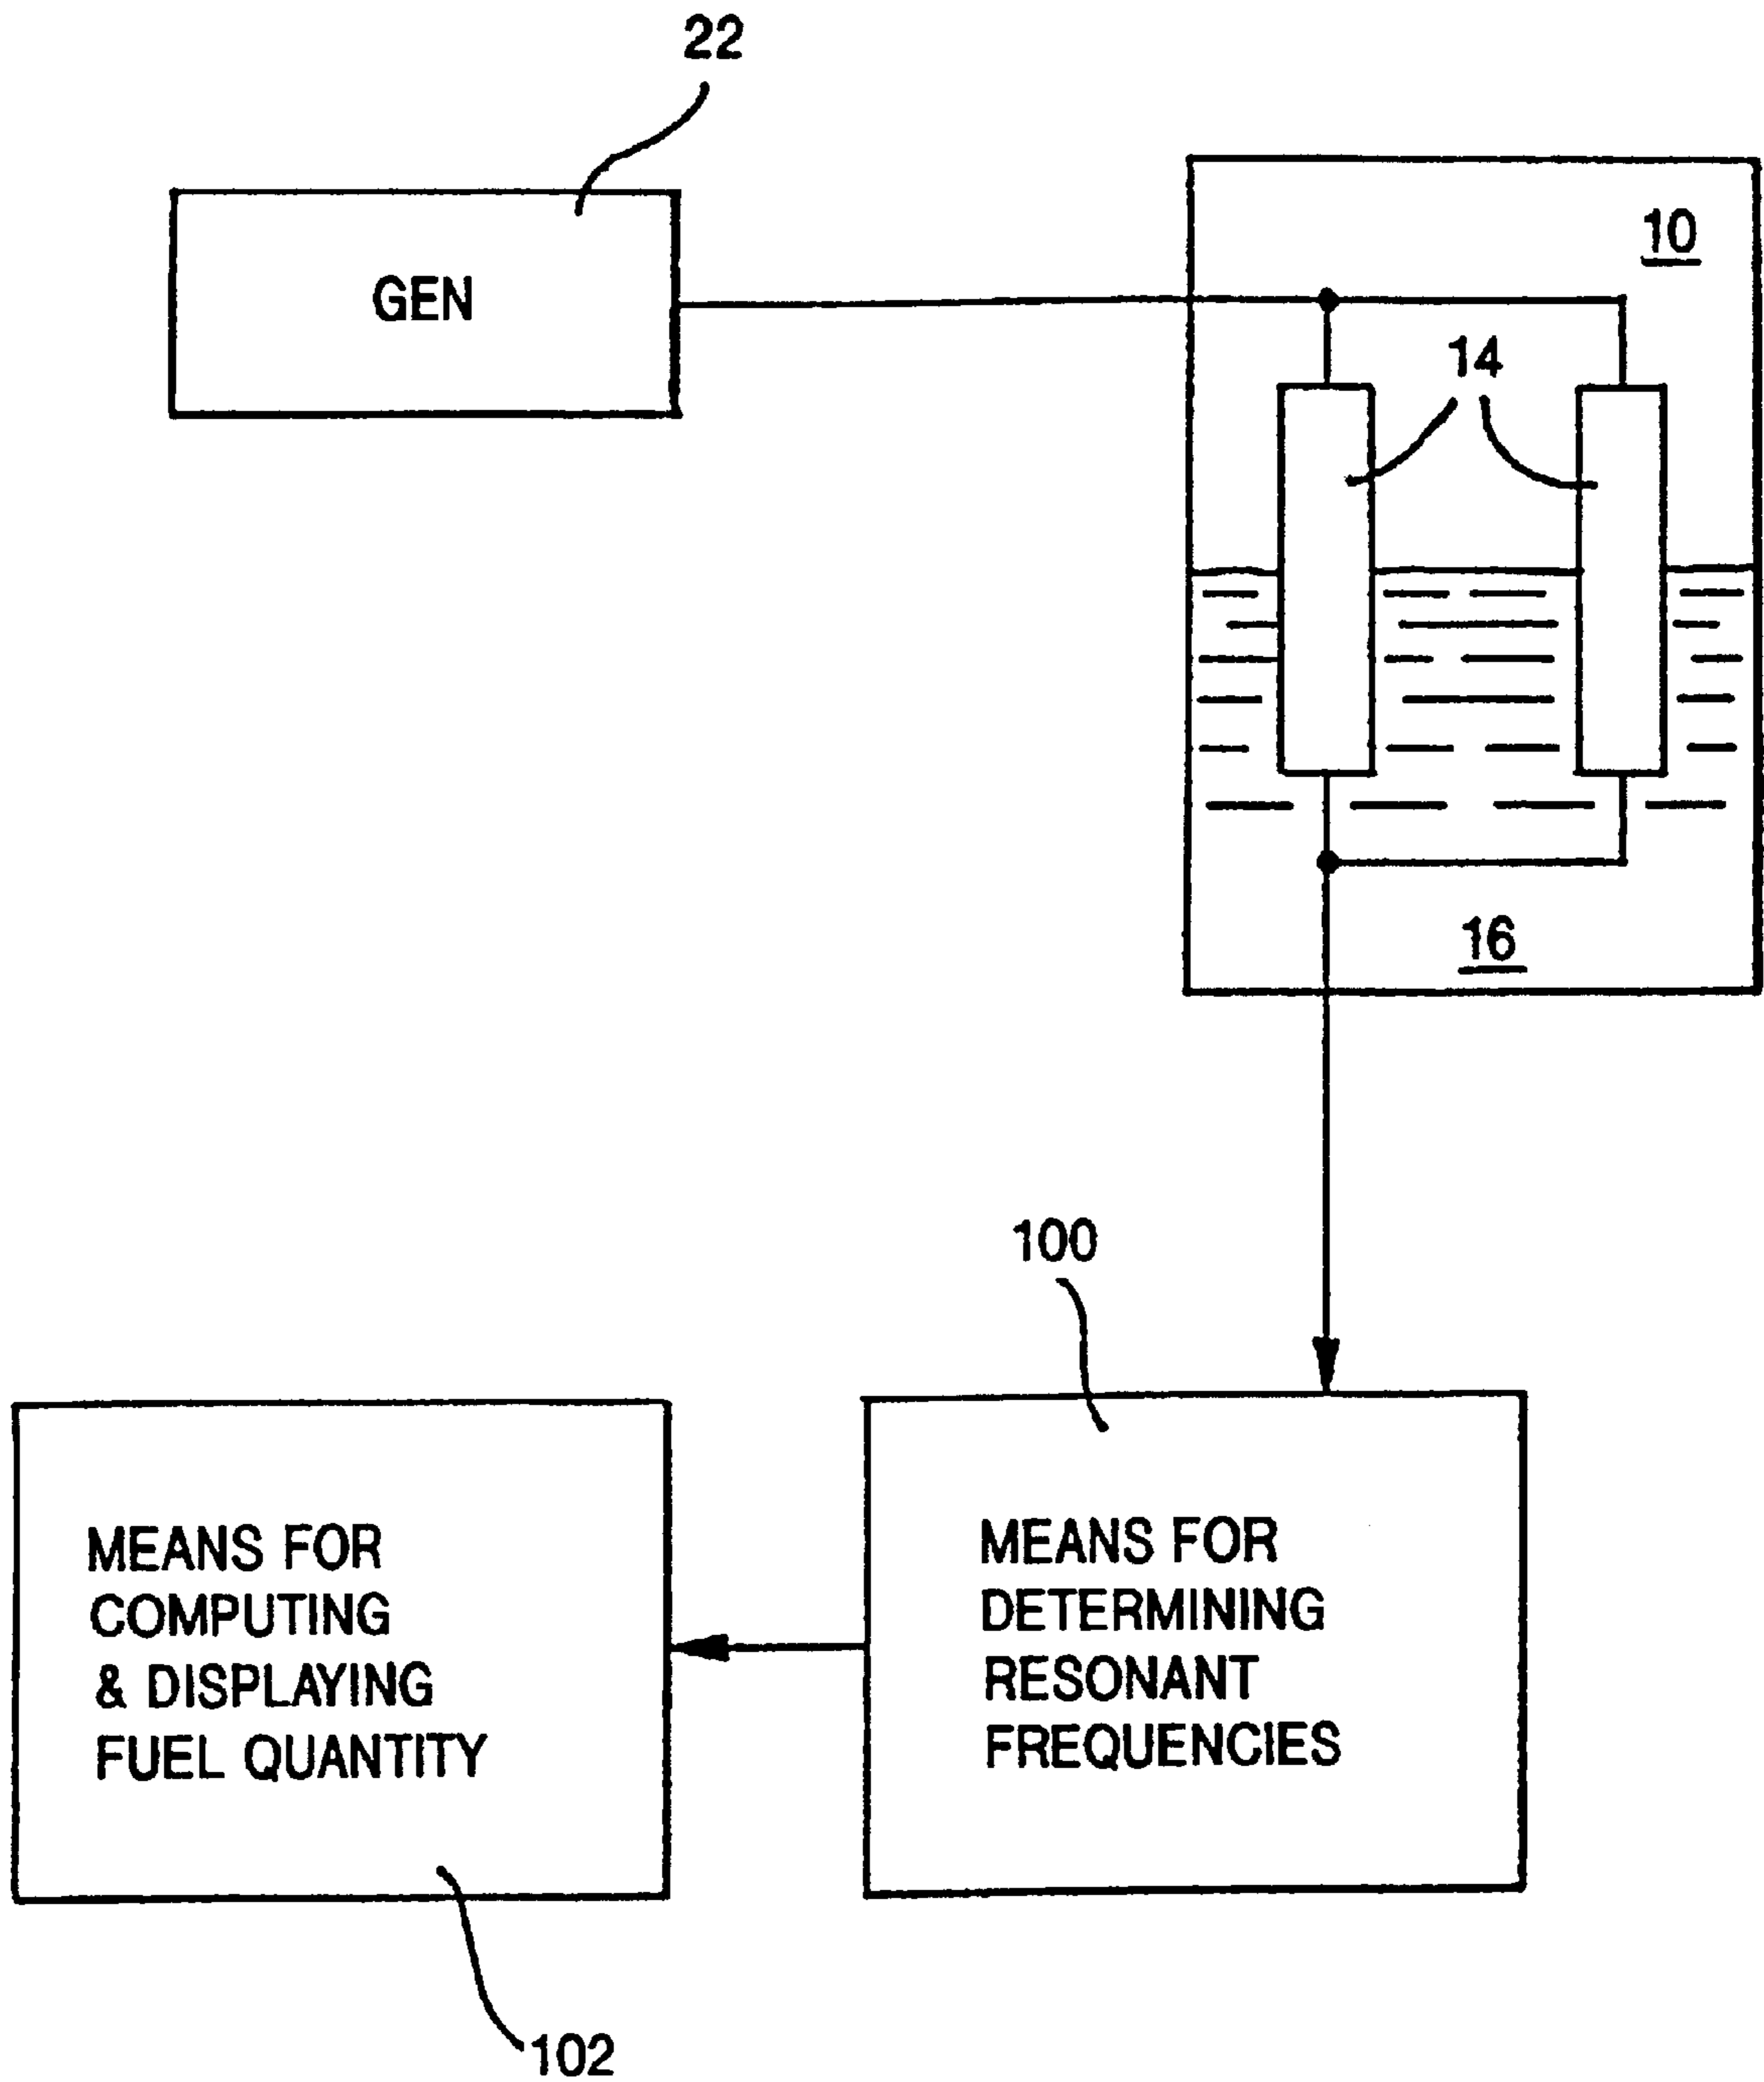 22
GEN
10
14
16
100
MEANS FOR
COMPUTING
& DISPLAYING
FUEL QUANTITY
MEANS FOR
DETERMINING
RESONANT
FREQUENCIES
102